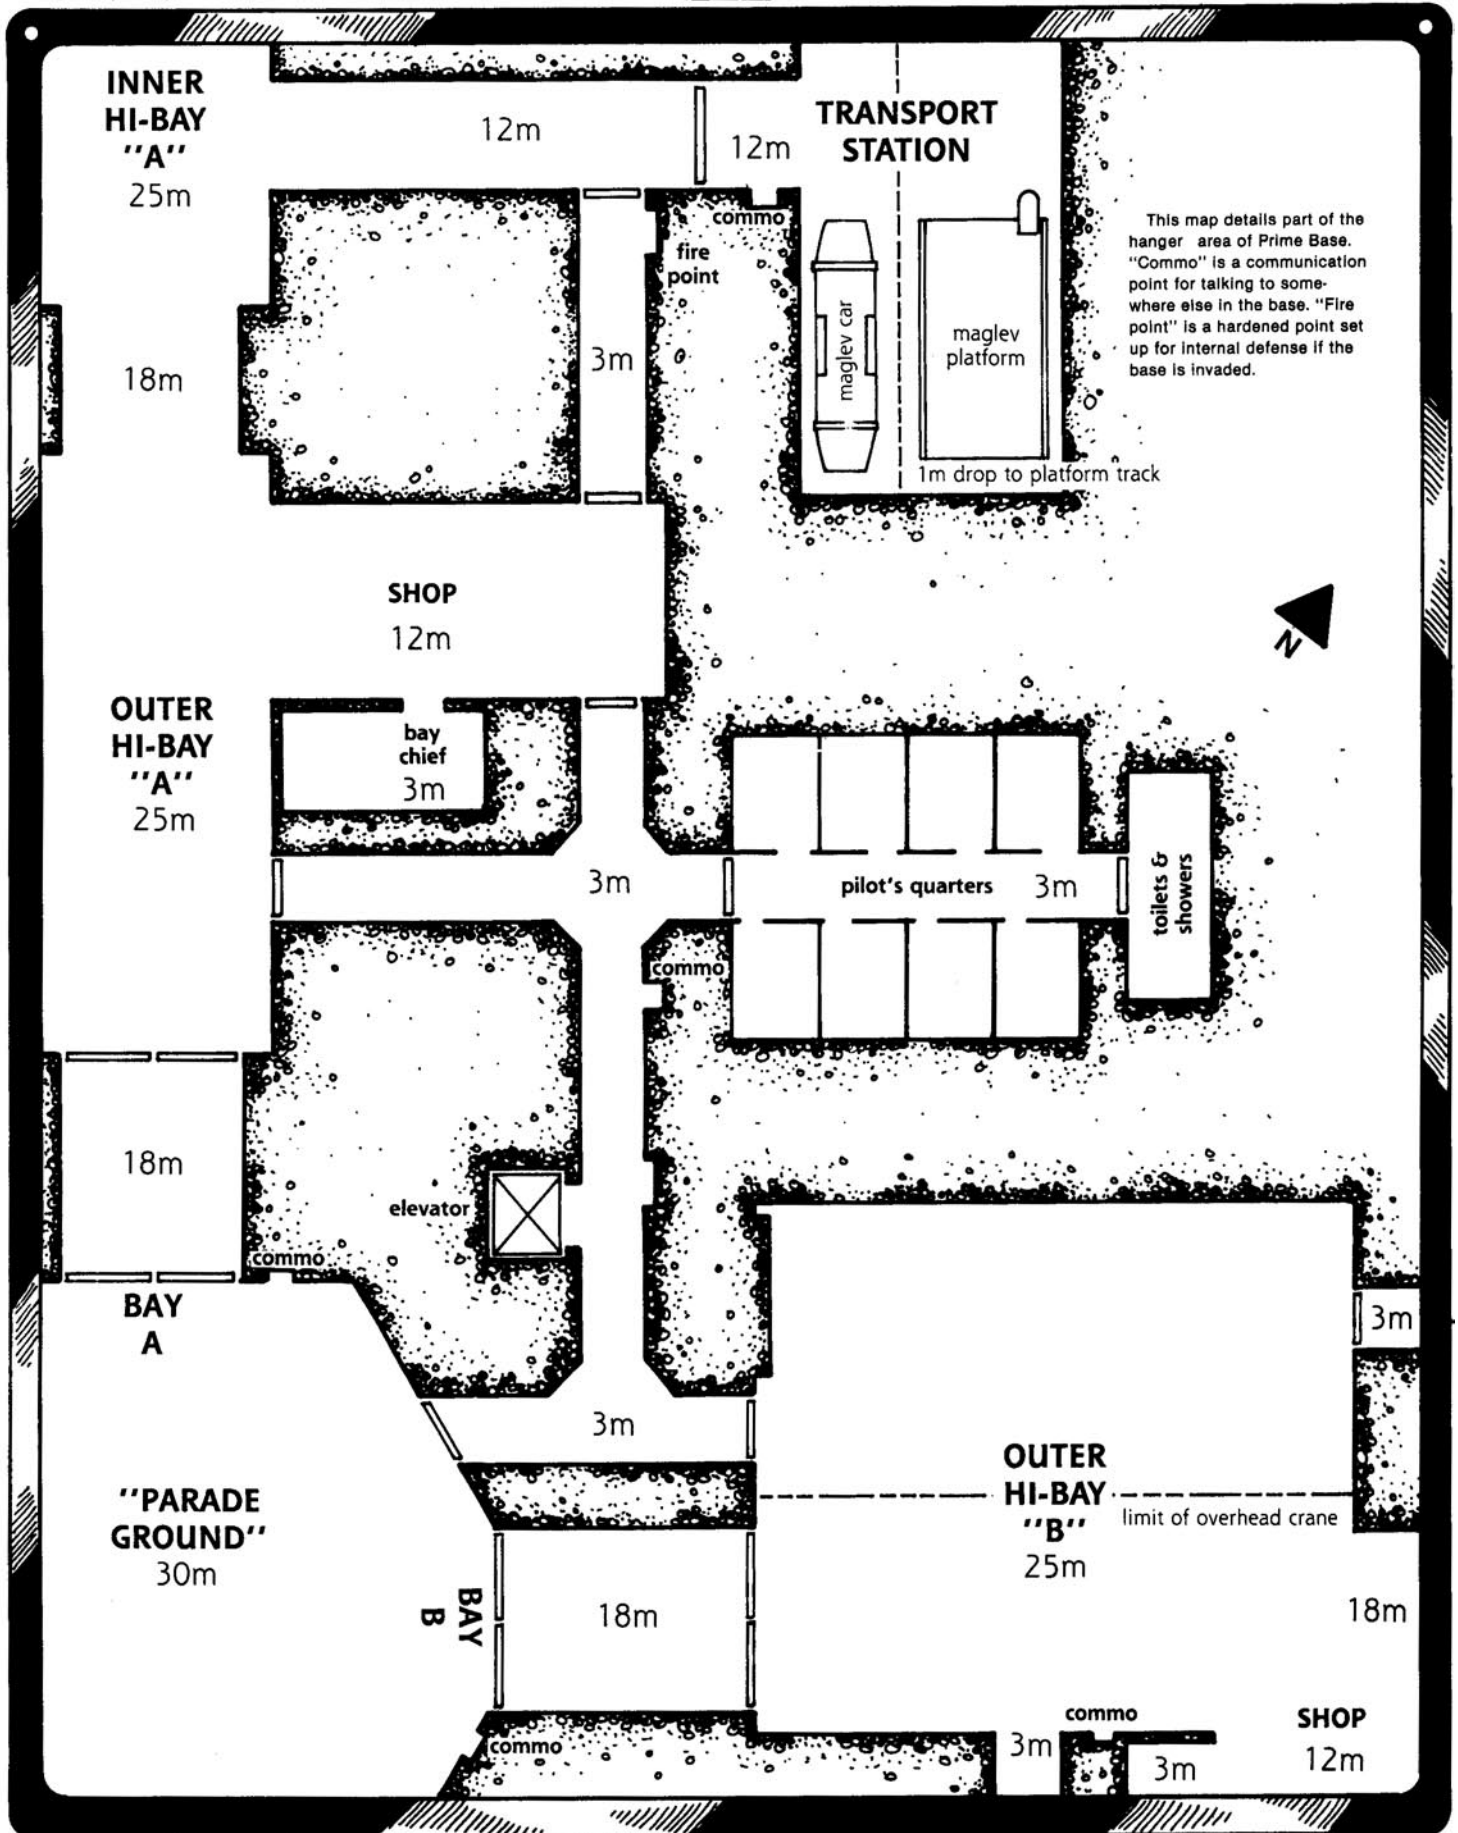 INNER
HI-BAY
"A"
25m
12m
12m
TRANSPORT
STATION
commo
fire
point
3m
maglev car
maglev
platform
1m drop to platform track
This map details part of the
hanger area of Prime Base.
"Commo" is a communication
point for talking to some-
where else in the base. "Fire
point" is a hardened point set
up for internal defense if the
base is invaded.
18m
SHOP
12m
N
OUTER
HI-BAY
"A"
25m
bay
chief
3m
3m
pilot's quarters
3m
toilets &
showers
commo
18m
elevator
commo
BAY
A
3m
3m
"PARADE
GROUND"
30m
OUTER
HI-BAY
"B"
25m
limit of overhead crane
BAY
B
18m
18m
commo
3m
commo
3m
SHOP
12m